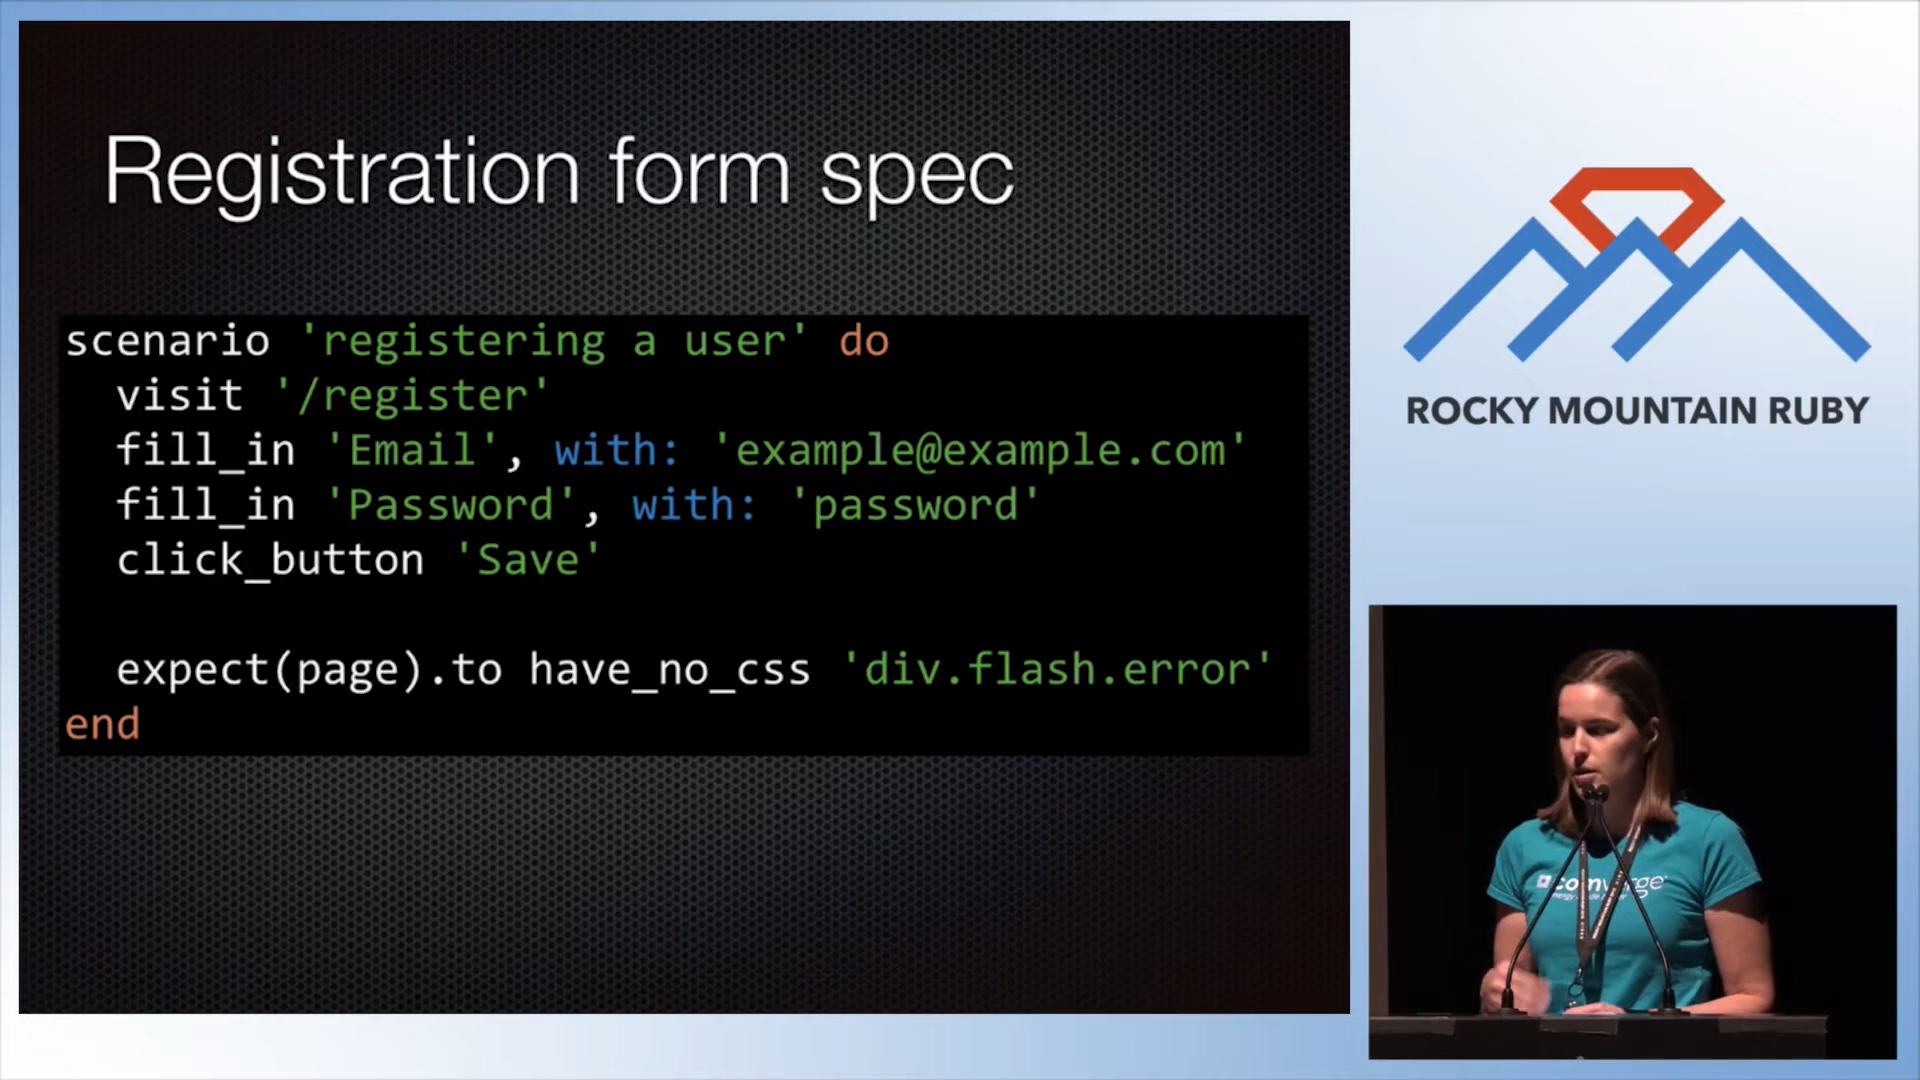 Registration form spec
scenario 'registering a user' do
  visit '/register'
  fill_in 'Email', with: 'example@example.com'
  fill_in 'Password', with: 'password'
  click_button 'Save'
  expect(page).to have_no_css 'div.flash.error'
end
ROCKY MOUNTAIN RUBY
comverge